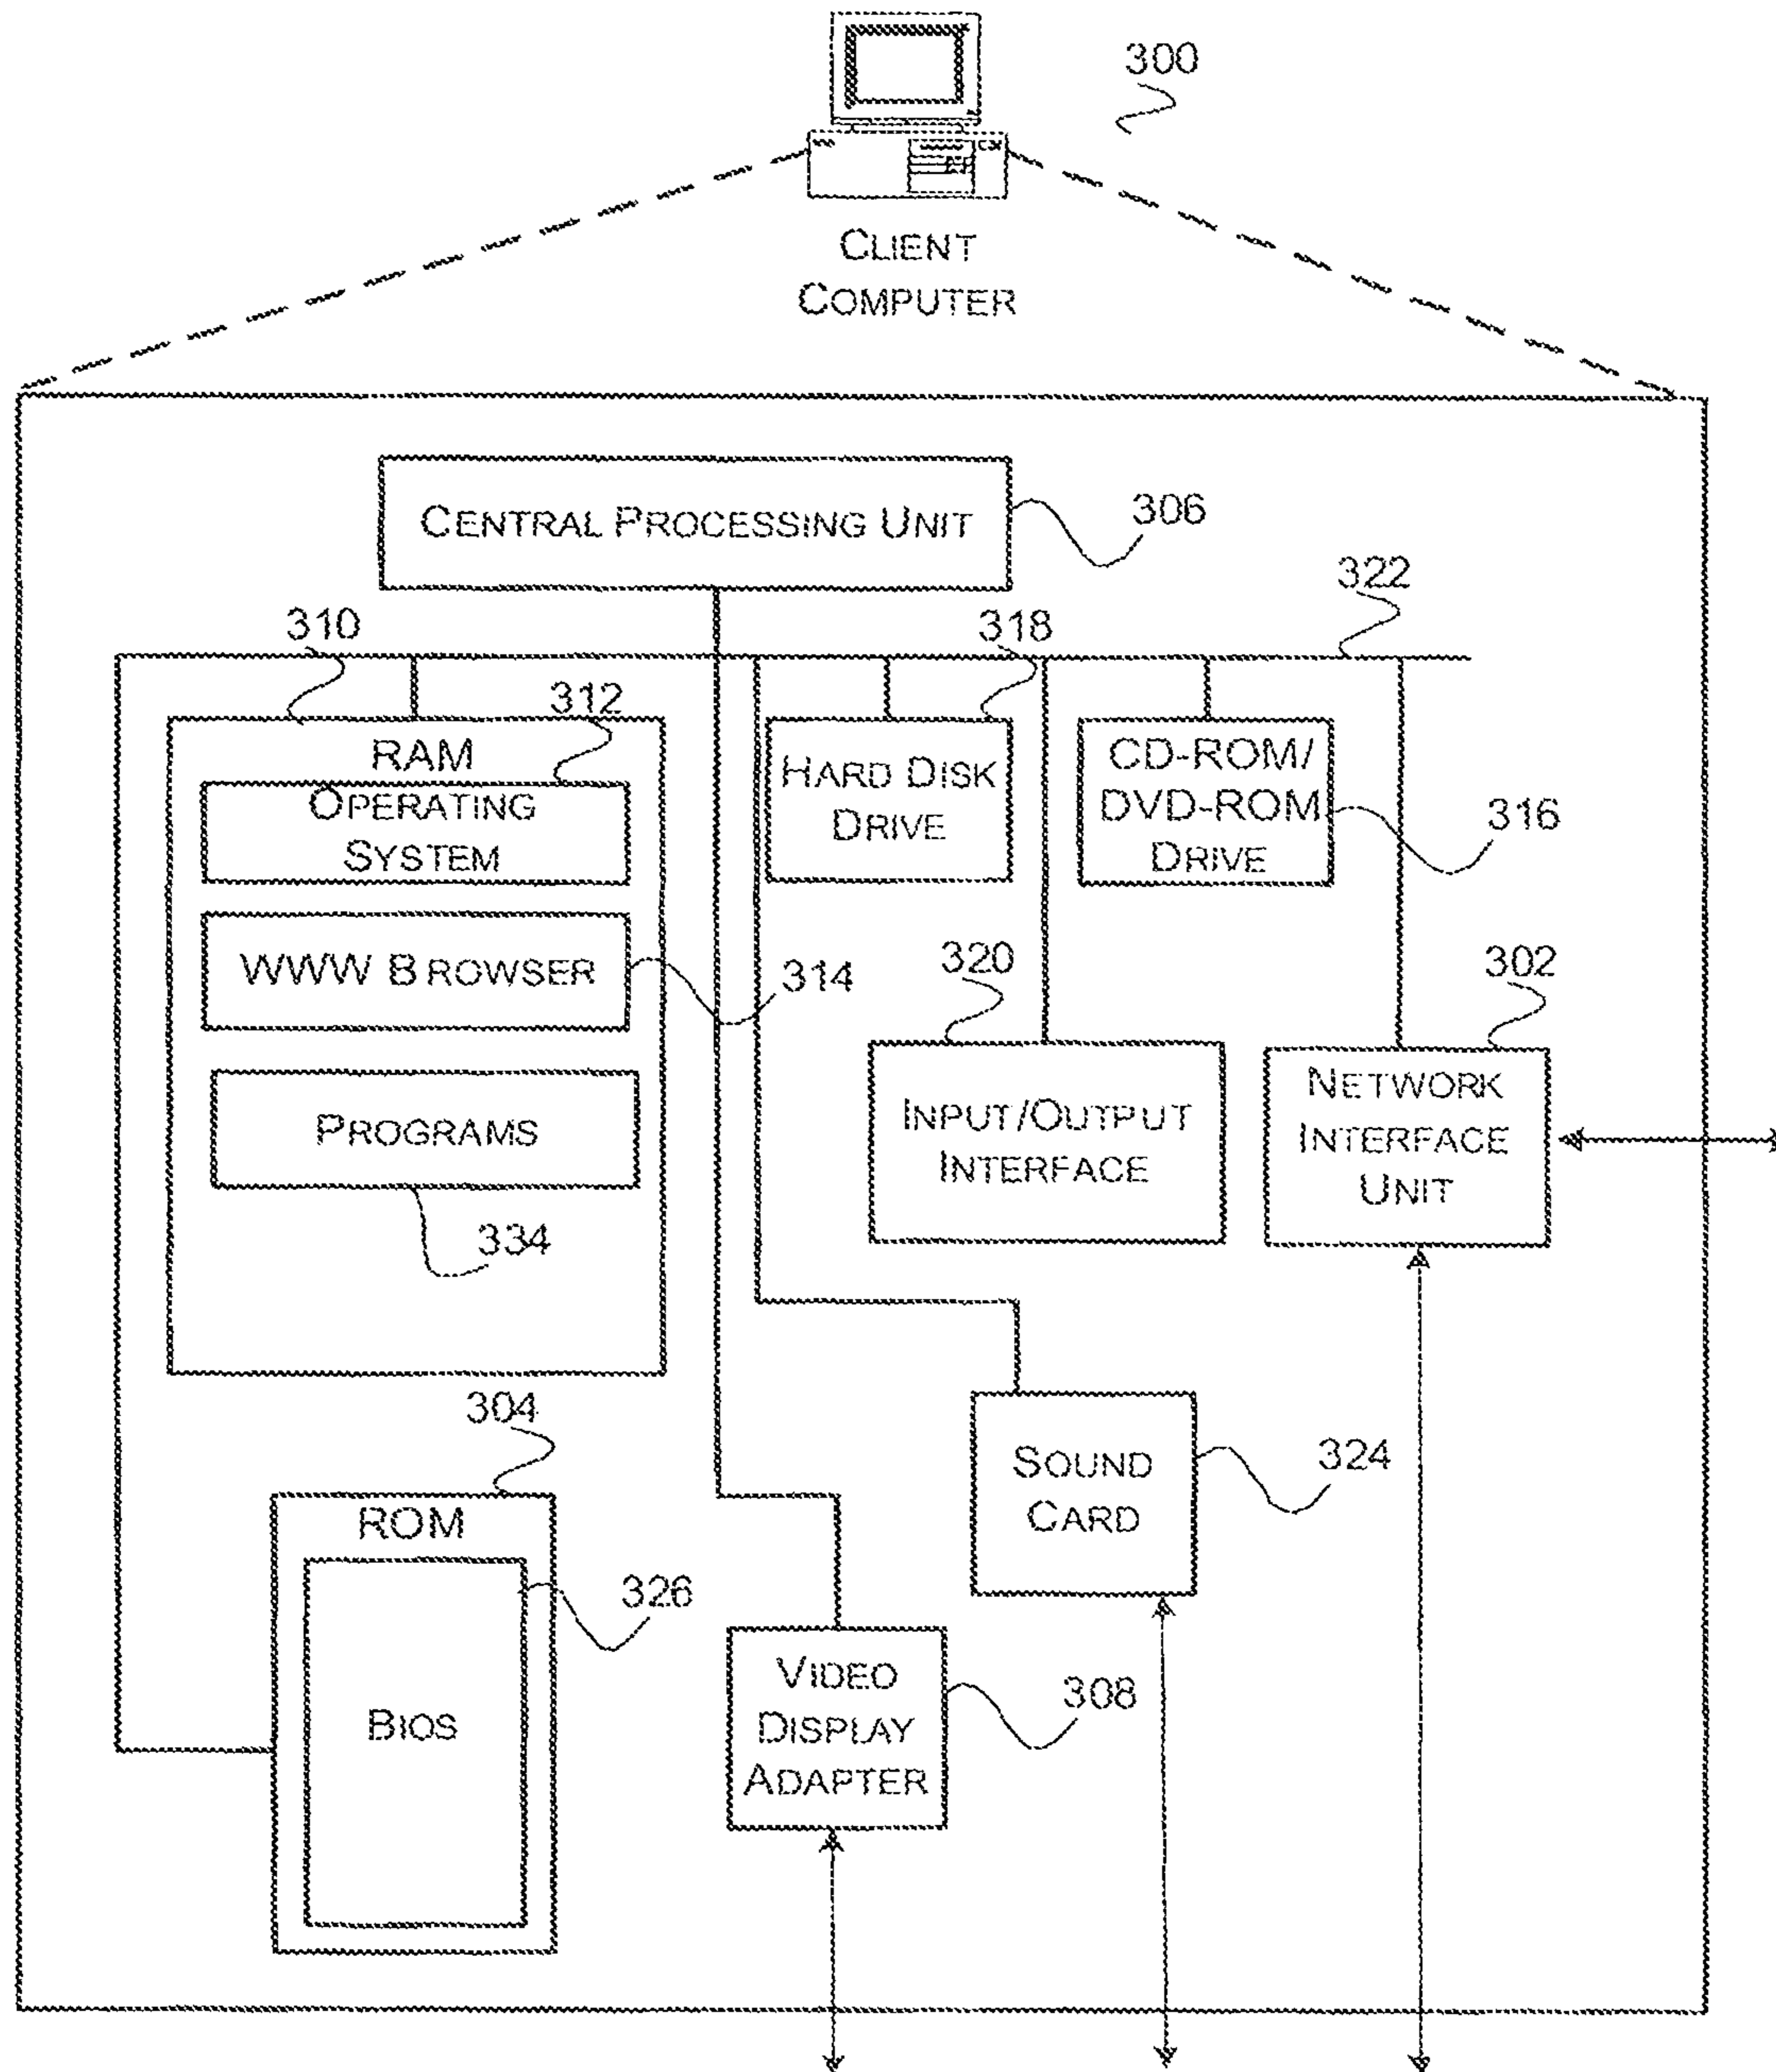 300
CLIENT
COMPUTER
CENTRAL PROCESSING UNIT
306
322
310
318
312
RAM
OPERATING
SYSTEM
HARD DISK
DRIVE
CD-ROM/
DVD-ROM
DRIVE
316
WWW BROWSER
314
320
302
PROGRAMS
334
INPUT/OUTPUT
INTERFACE
NETWORK
INTERFACE
UNIT
304
ROM
SOUND
CARD
324
326
BIOS
VIDEO
DISPLAY
ADAPTER
308